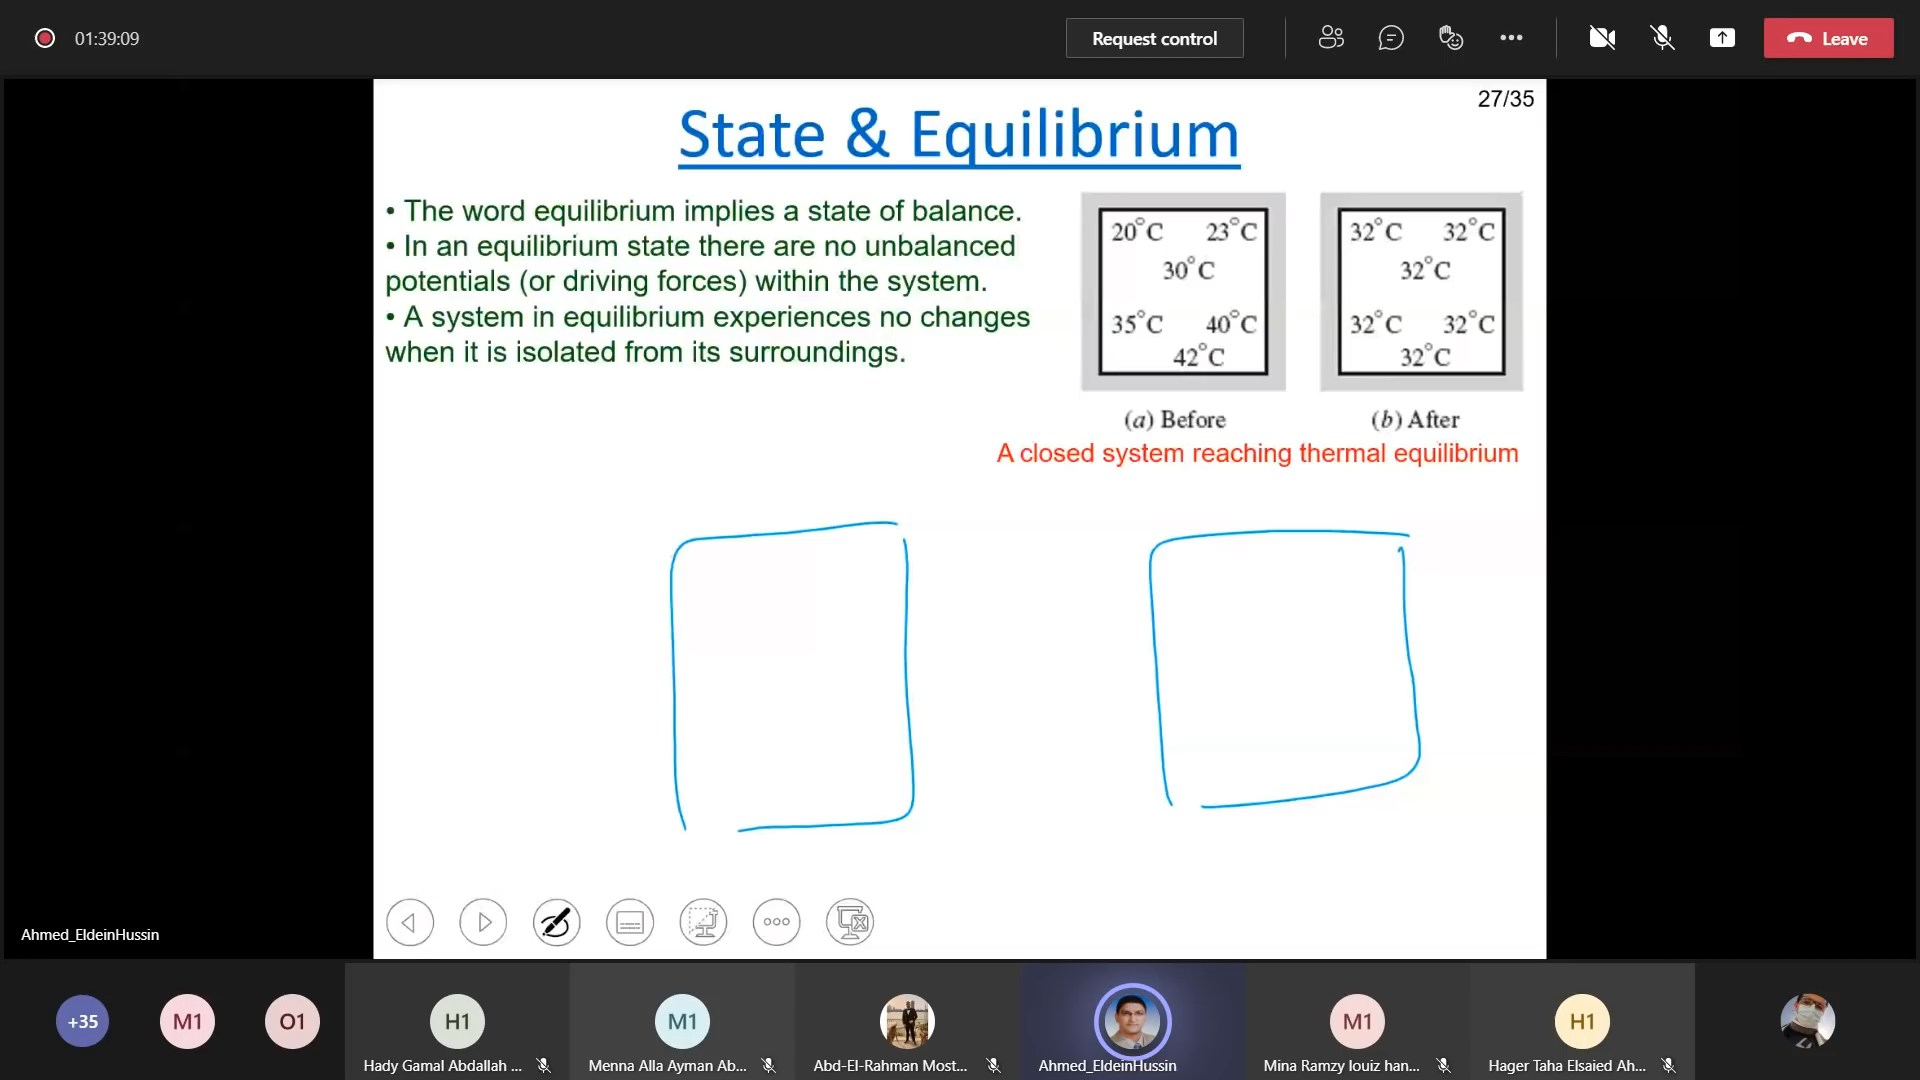 01:39:09
Request control
Leave
27/35
State & Equilibrium
• The word equilibrium implies a state of balance.
• In an equilibrium state there are no unbalanced
potentials (or driving forces) within the system.
• A system in equilibrium experiences no changes
when it is isolated from its surroundings.
20°C 23°C
30°C
35°C 40°C
42°C
(a) Before
32°C 32°C
32°C
32°C 32°C
32°C
(b) After
A closed system reaching thermal equilibrium
Ahmed_EldeinHussin
+35
M1
O1
H1
Hady Gamal Abdallah ...
M1
Menna Alla Ayman Ab...
Abd-El-Rahman Most...
Ahmed_EldeinHussin
M1
Mina Ramzy louiz han...
H1
Hager Taha Elsaied Ah...